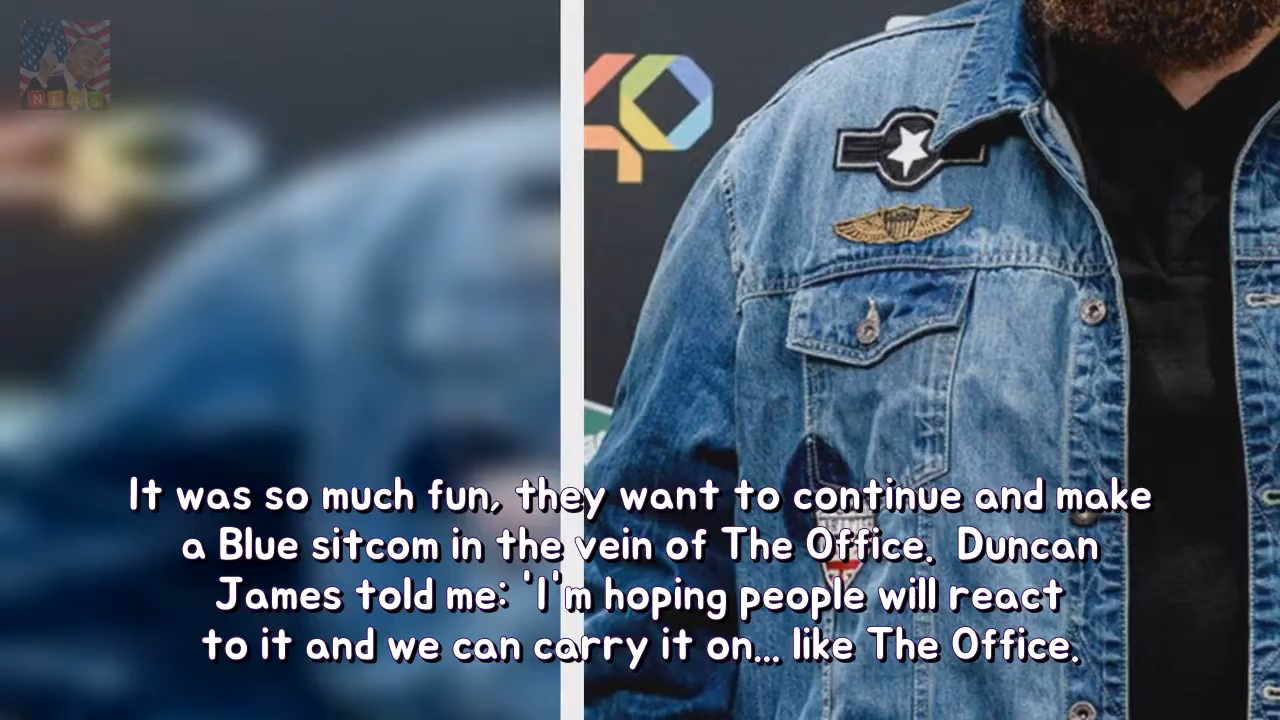 NEWS
40
It was so much fun, they want to continue and make
a Blue sitcom in the vein of The Office. Duncan
James told me: 'I'm hoping people will react
to it and we can carry it on... like The Office.